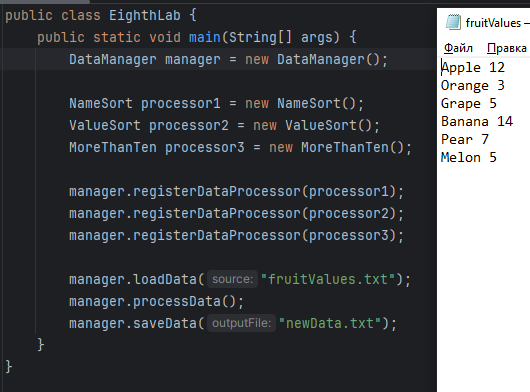 public class EighthLab {
public static void main(String[] args) {
DataManager manager = new DataManager();
NameSort processor1 = new NameSort();
ValueSort processor2 = new ValueSort();
MoreThanTen processor3 = new MoreThanTen();
manager.registerDataProcessor(processor1);
manager.registerDataProcessor(processor2);
manager.registerDataProcessor(processor3);
manager.loadData( source: "fruitValues.txt");
manager.processData();
manager.saveData( outputFile: "newData.txt");
}
}
fruitValues –
Файл Правка
Apple 12
Orange 3
Grape 5
Banana 14
Pear 7
Melon 5